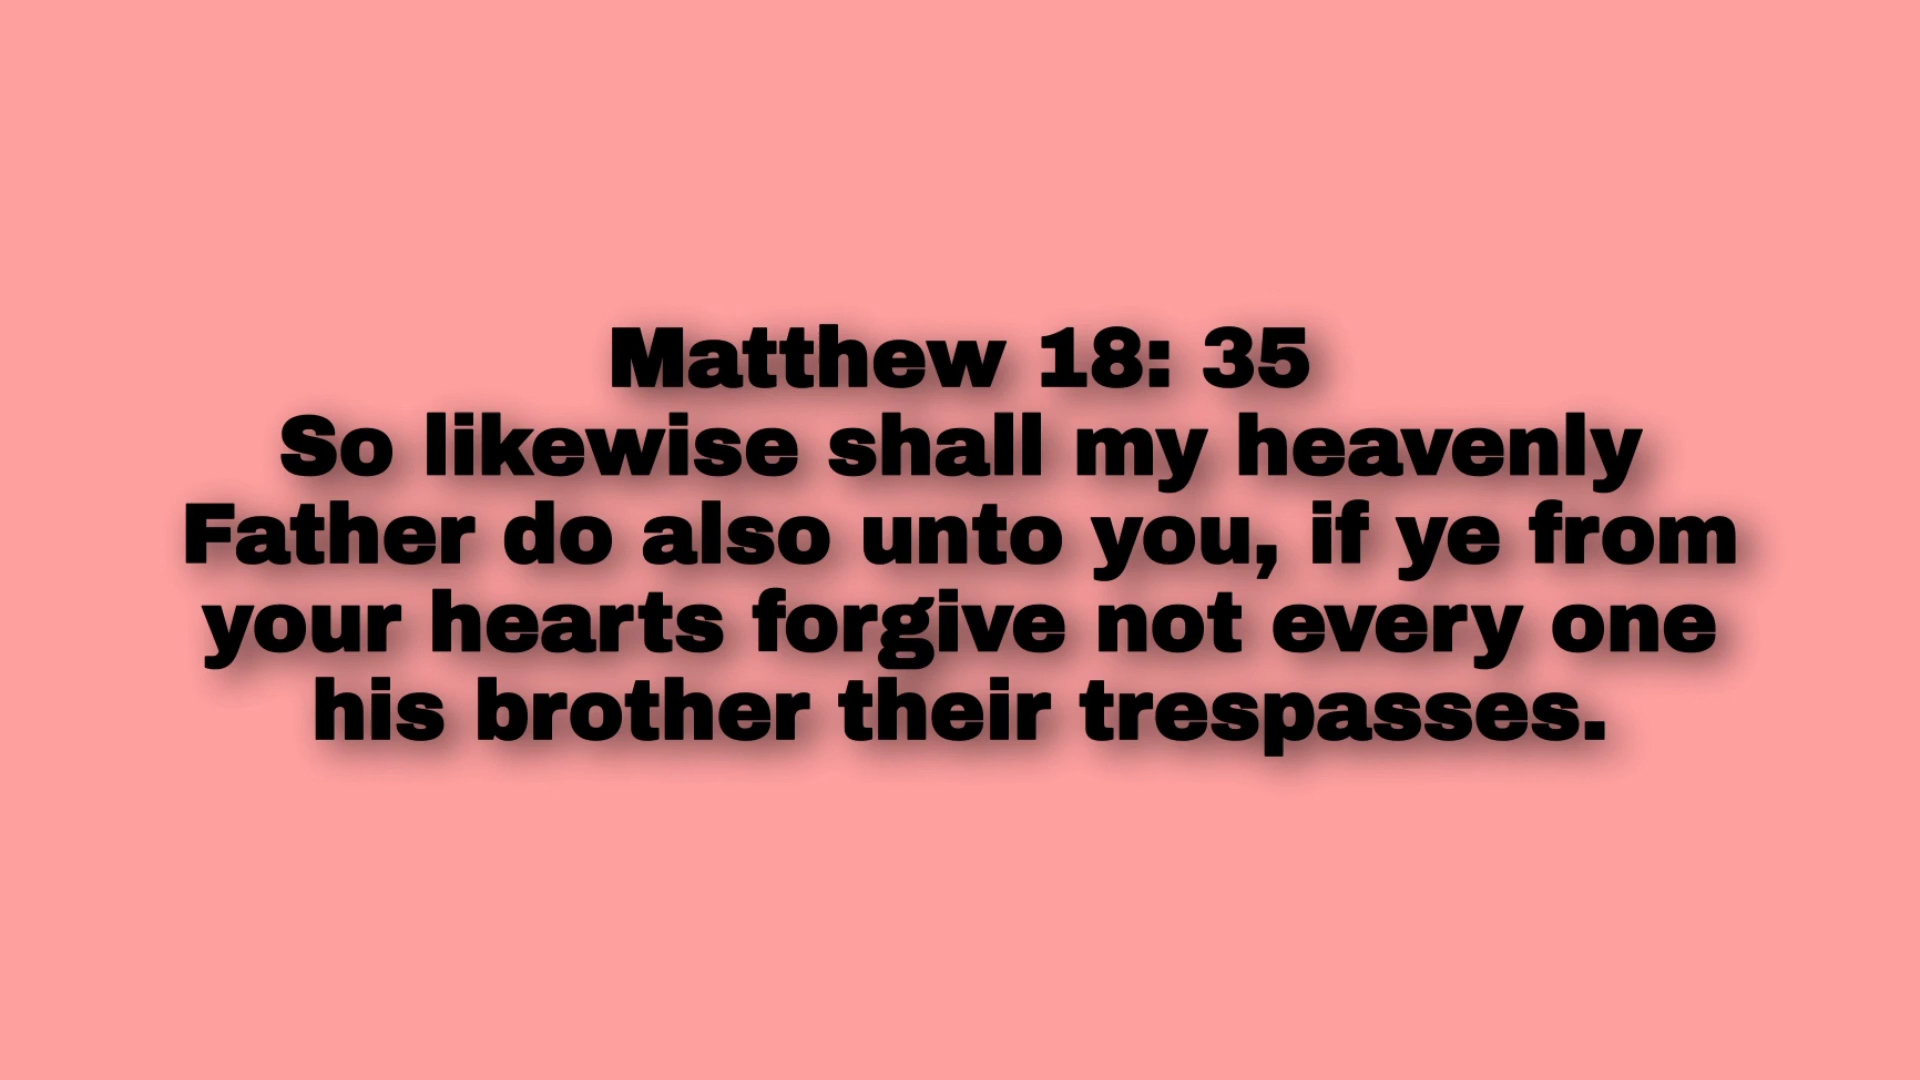 Matthew 18: 35
So likewise shall my heavenly
Father do also unto you, if ye from
your hearts forgive not every one
his brother their trespasses.